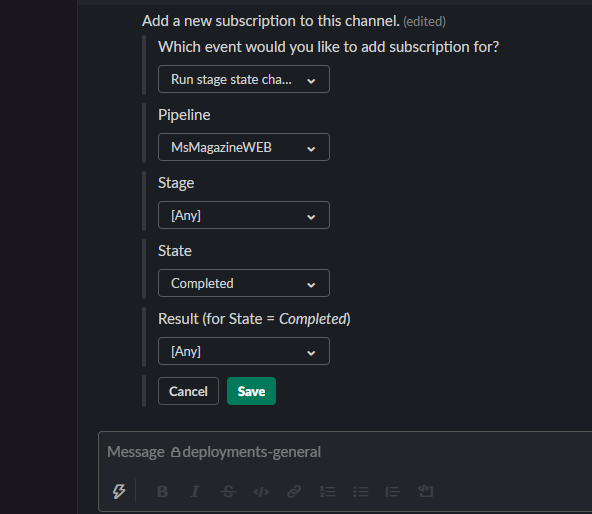 Add a new subscription to this channel. (edited)
Which event would you like to add subscription for?
Run stage state cha...
Pipeline
MsMagazineWEB
Stage
[Any]
State
Completed
Result (for State = Completed)
[Any]
Cancel Save
Message deployments-general
B I S </>